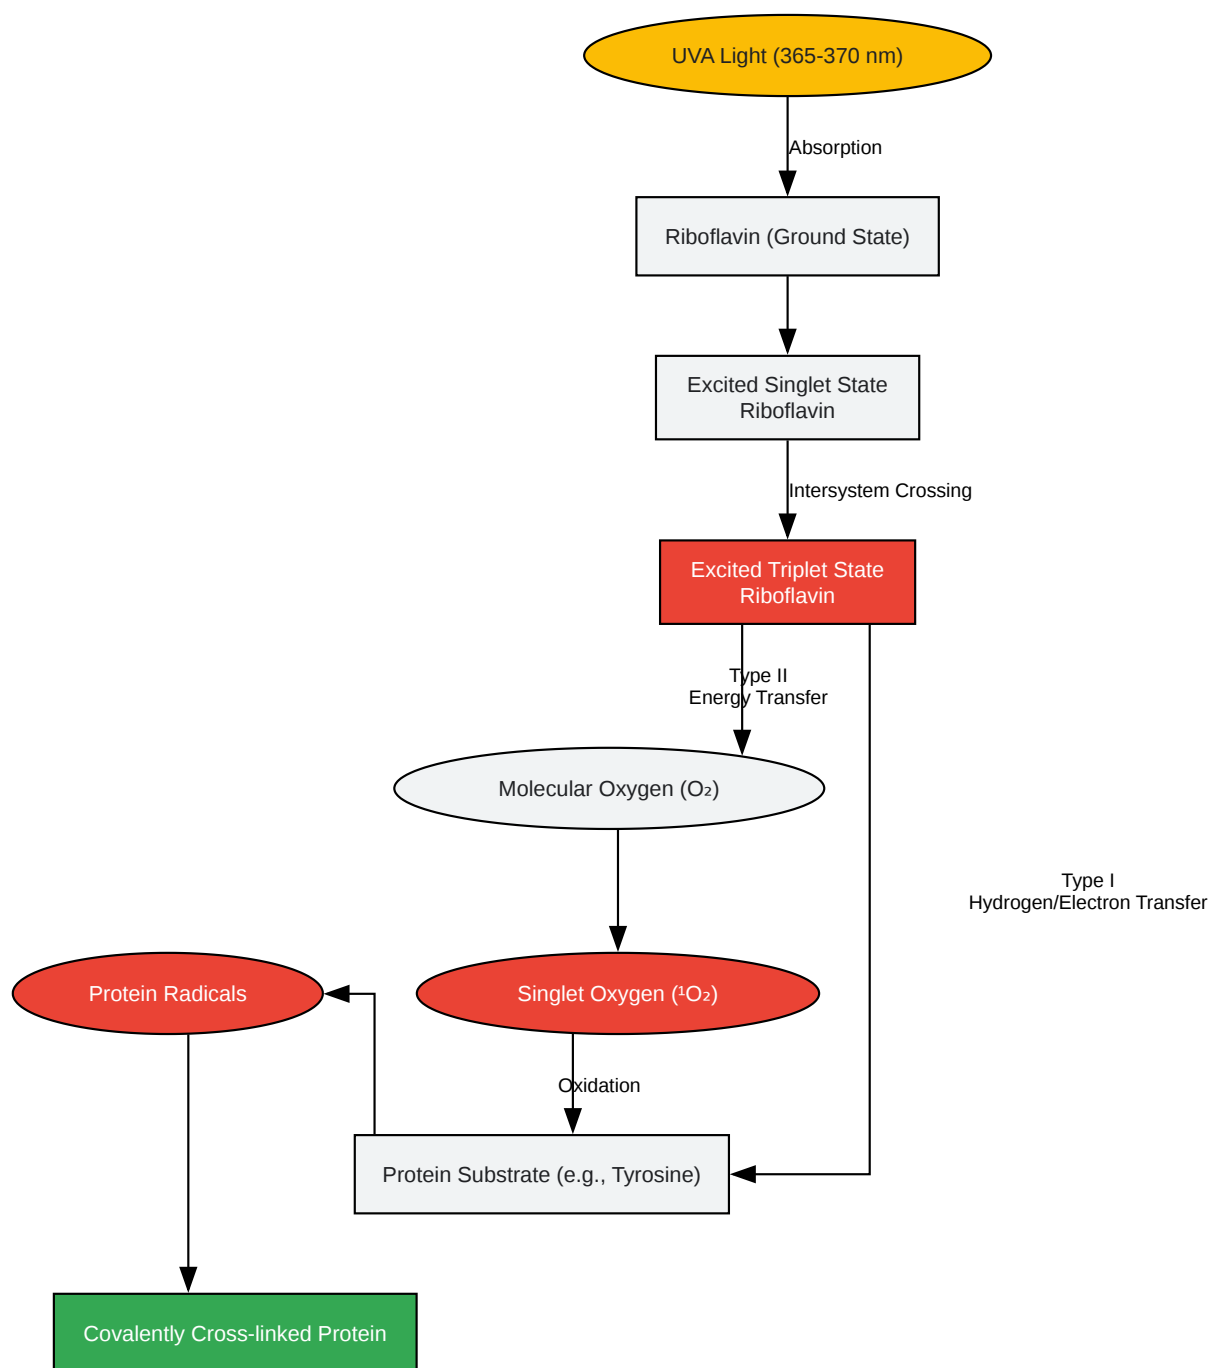 UVA Light (365-370 nm)
Absorption
Riboflavin (Ground State)
Excited Singlet State
Riboflavin
Intersystem Crossing
Excited Triplet State
Riboflavin
Type II
Energy Transfer
Molecular Oxygen (O₂)
Type I
Hydrogen/Electron Transfer
Protein Radicals
Singlet Oxygen (¹O₂)
Oxidation
Protein Substrate (e.g., Tyrosine)
Covalently Cross-linked Protein